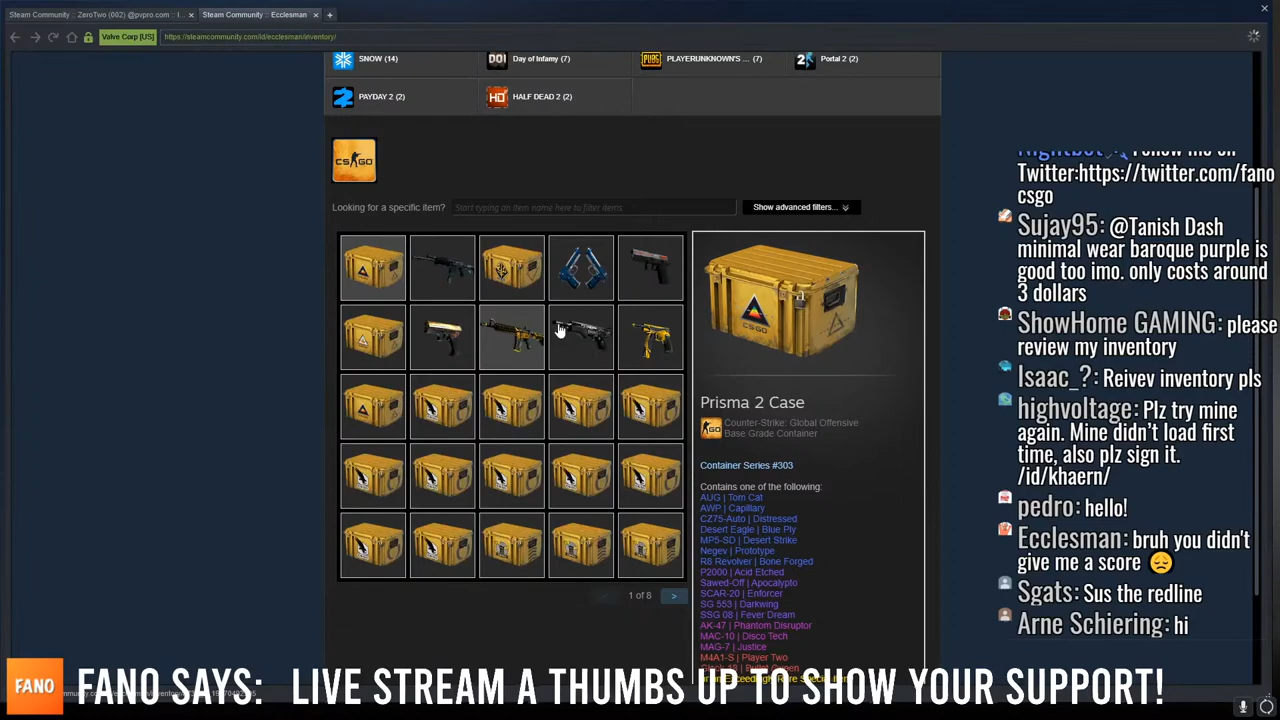 Steam Community :: ZeroTwo (002) @pvpro.com :: I... ×
Steam Community :: Ecclesman × +
Valve Corp [US] https://steamcommunity.com/id/ecclesman/inventory/
SNOW (14)
DOI Day of Infamy (7)
PUBG PLAYERUNKNOWN'S ... (7)
2 Portal 2 (2)
PAYDAY 2 (2)
HD HALF DEAD 2 (2)
CS GO
Looking for a specific item? Start typing an item name here to filter items Show advanced filters...
CS:GO
Prisma 2 Case
Counter-Strike: Global Offensive
Base Grade Container
Container Series #303
Contains one of the following:
AUG | Tom Cat
AWP | Capillary
CZ75-Auto | Distressed
Desert Eagle | Blue Ply
MP5-SD | Desert Strike
Negev | Prototype
R8 Revolver | Bone Forged
P2000 | Acid Etched
Sawed-Off | Apocalypto
SCAR-20 | Enforcer
SG 553 | Darkwing
SSG 08 | Fever Dream
AK-47 | Phantom Disruptor
MAC-10 | Disco Tech
MAG-7 | Justice
M4A1-S | Player Two
1 of 8 >
Nightbot: Follow me on
Twitter:https://twitter.com/fano
csgo
Sujay95: @Tanish Dash
minimal wear baroque purple is
good too imo. only costs around
3 dollars
ShowHome GAMING: please
review my inventory
Isaac_?: Reivev inventory pls
highvoltage: Plz try mine
again. Mine didn't load first
time, also plz sign it.
/id/khaern/
pedro: hello!
Ecclesman: bruh you didn't
give me a score 😔
Sgats: Sus the redline
Arne Schiering: hi
FANO FANO SAYS: LIVE STREAM A THUMBS UP TO SHOW YOUR SUPPORT!